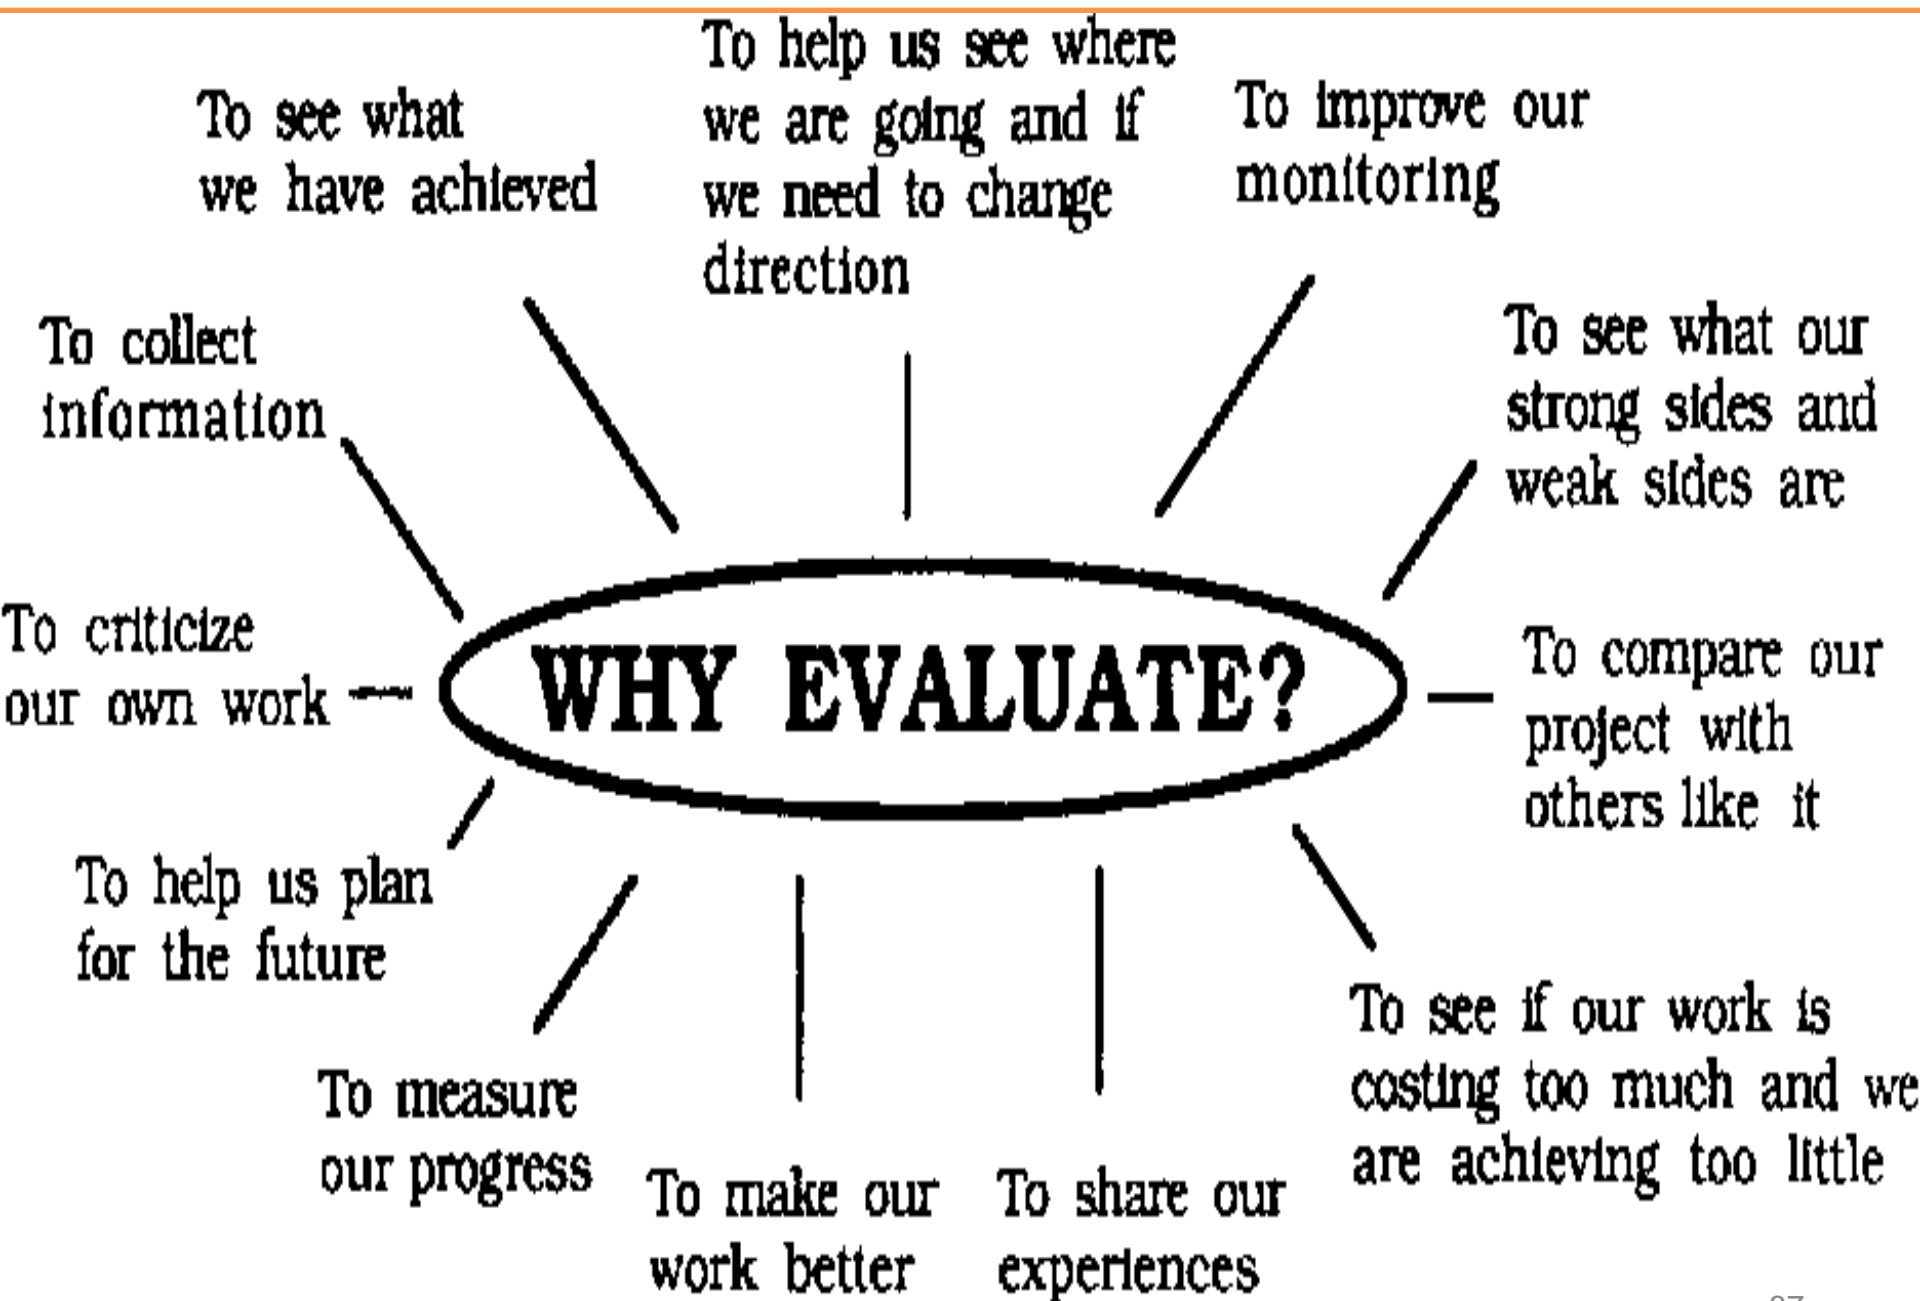 To help us see where
we are going and if
we need to change
direction
To see what
we have achieved
To improve our
monitoring
To collect
information
To see what our
strong sides and
weak sides are
To criticize
our own work
WHY EVALUATE?
To compare our
project with
others like it
To help us plan
for the future
To see if our work is
costing too much and we
are achieving too little
To measure
our progress
To make our
work better
To share our
experiences